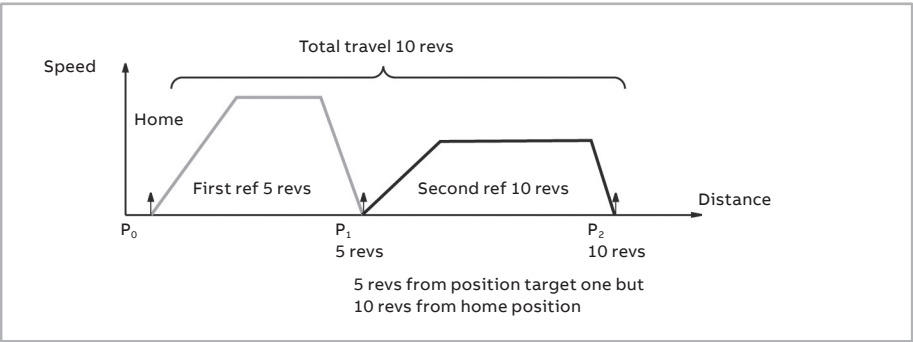 Total travel 10 revs
Speed
Home
First ref 5 revs
Second ref 10 revs
Distance
P₀
P₁
P₂
5 revs
10 revs
5 revs from position target one but
10 revs from home position